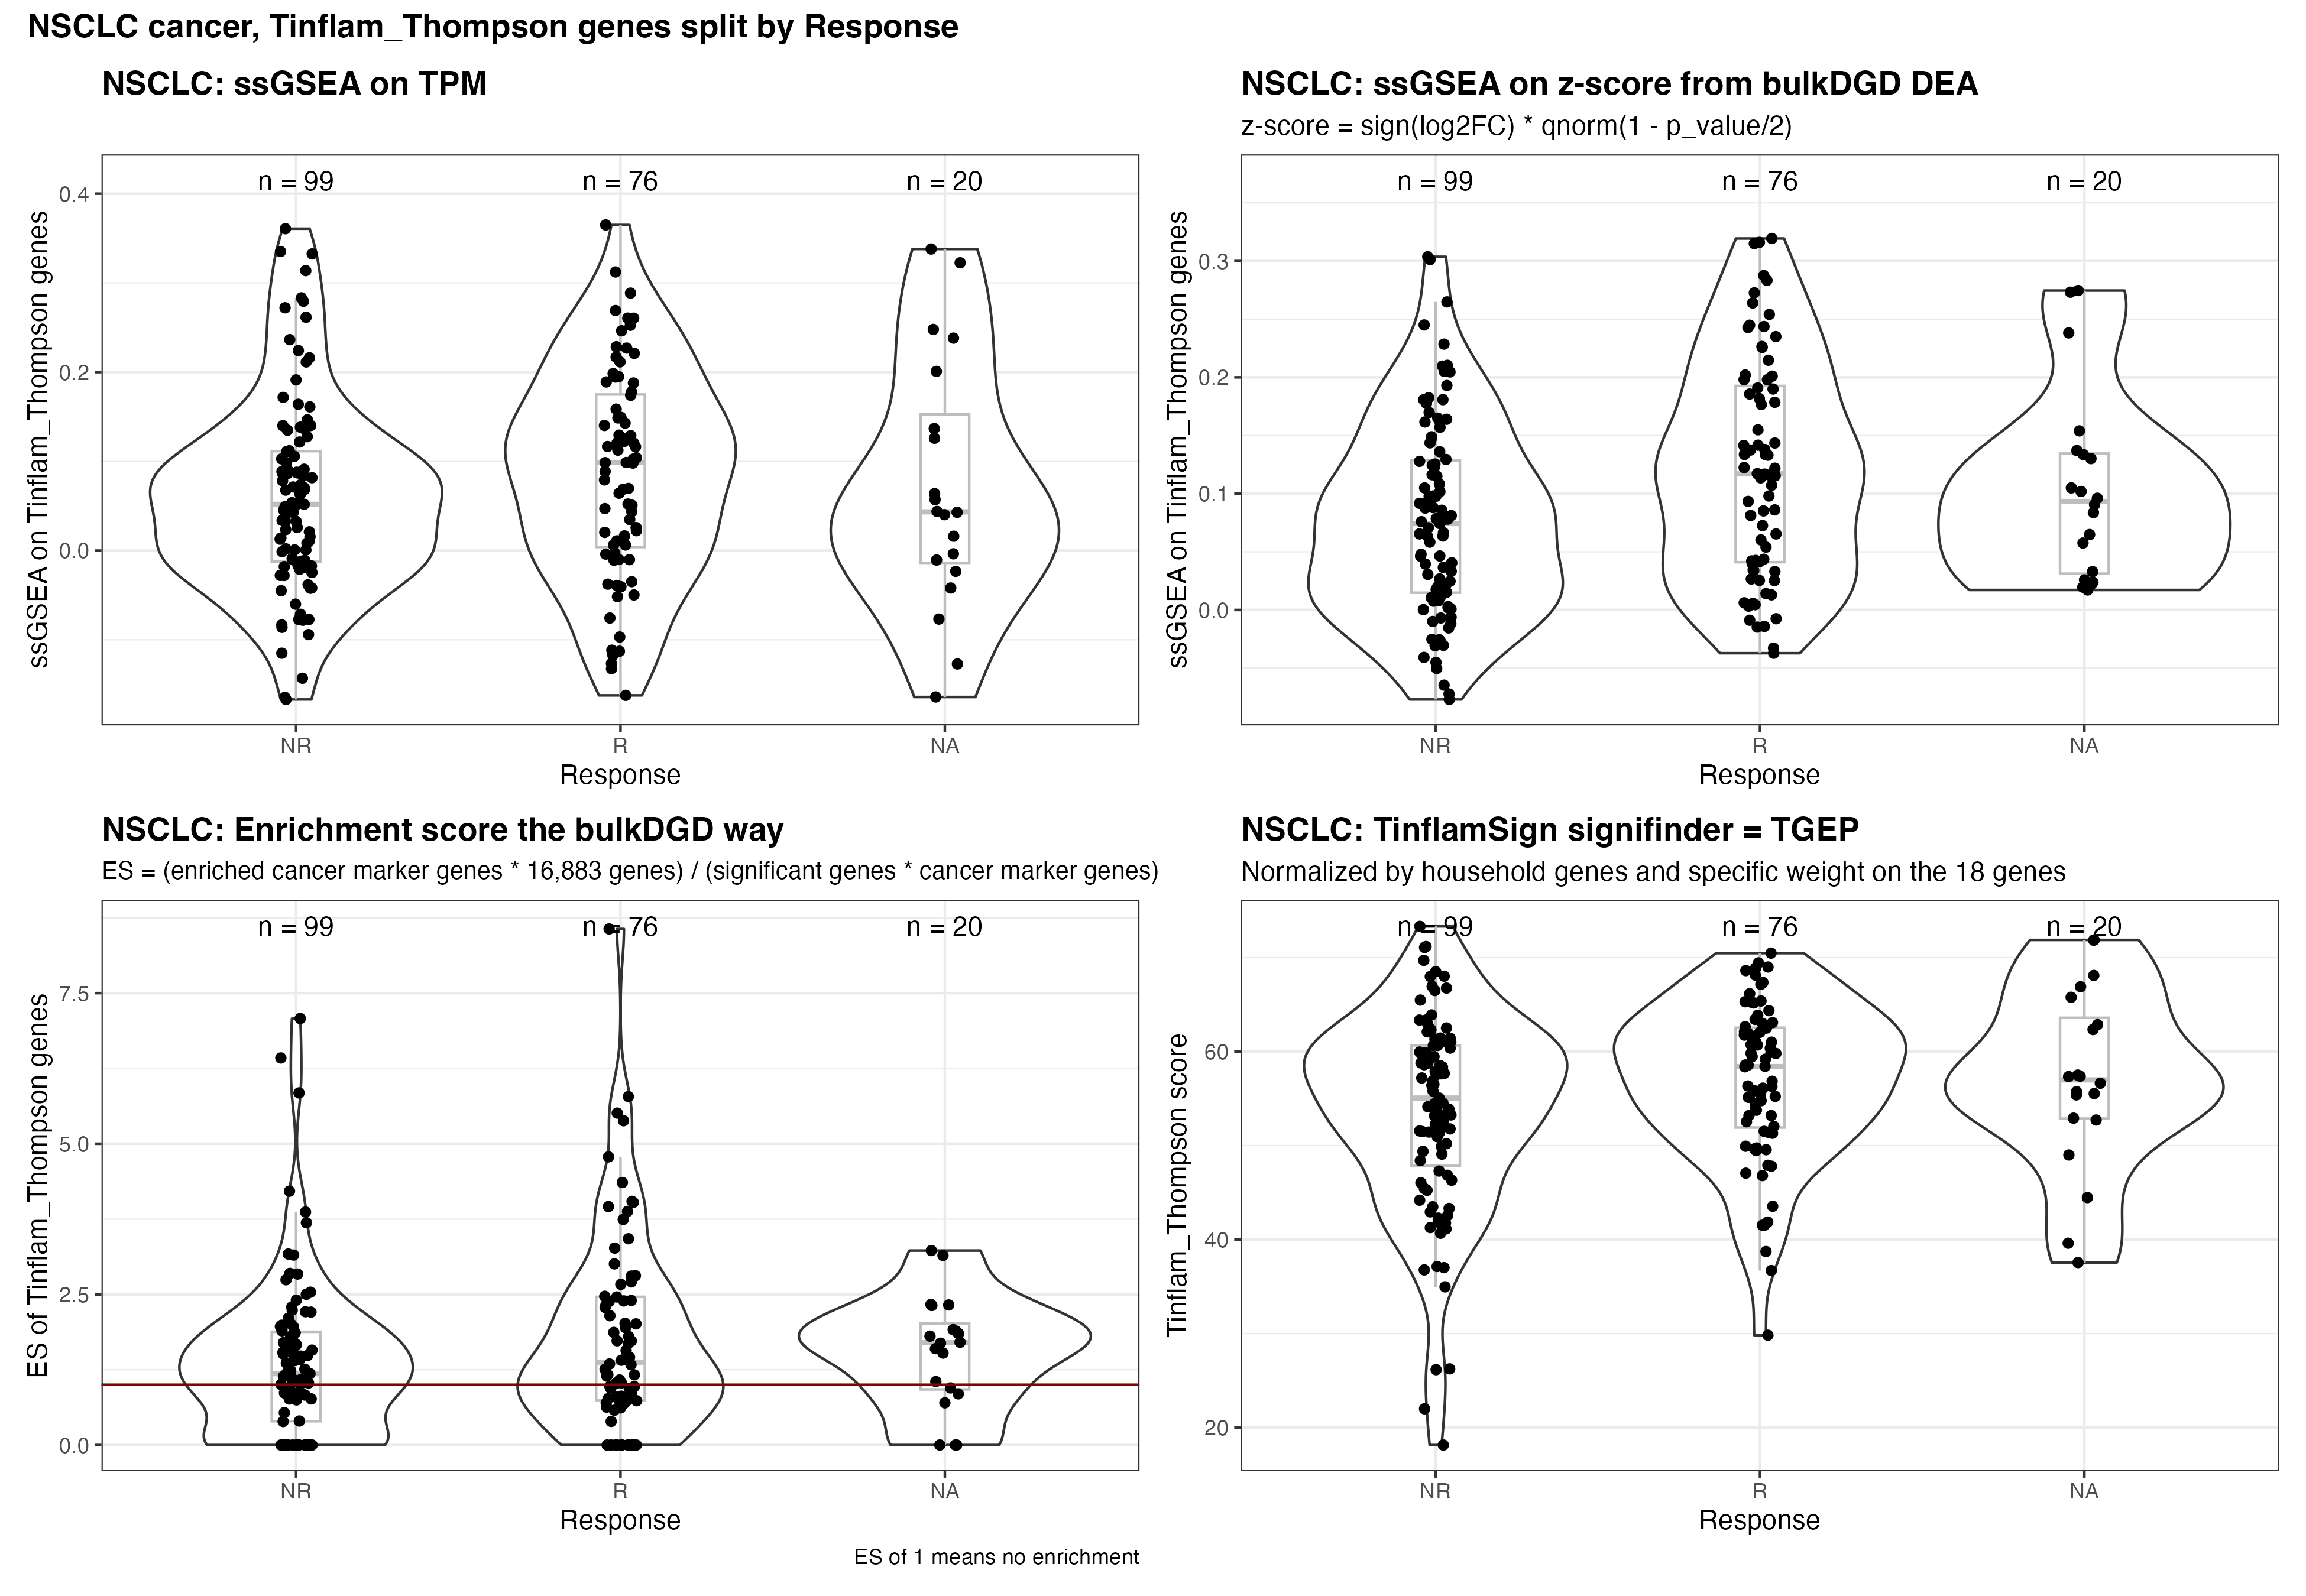 NSCLC cancer, Tinflam_Thompson genes split by Response
NSCLC: ssGSEA on TPM
ssGSEA on Tinflam_Thompson genes
0.4
0.2
0.0
n = 99
n = 76
n = 20
NR
R
NA
Response
NSCLC: ssGSEA on z-score from bulkDGD DEA
z-score = sign(log2FC) * qnorm(1 - p_value/2)
ssGSEA on Tinflam_Thompson genes
0.3
0.2
0.1
0.0
n = 99
n = 76
n = 20
NR
R
NA
Response
NSCLC: Enrichment score the bulkDGD way
ES = (enriched cancer marker genes * 16,883 genes) / (significant genes * cancer marker genes)
ES of Tinflam_Thompson genes
7.5
5.0
2.5
0.0
n = 99
n = 76
n = 20
NR
R
NA
Response
ES of 1 means no enrichment
NSCLC: TinflamSign signifinder = TGEP
Normalized by household genes and specific weight on the 18 genes
Tinflam_Thompson score
60
40
20
n = 99
n = 76
n = 20
NR
R
NA
Response